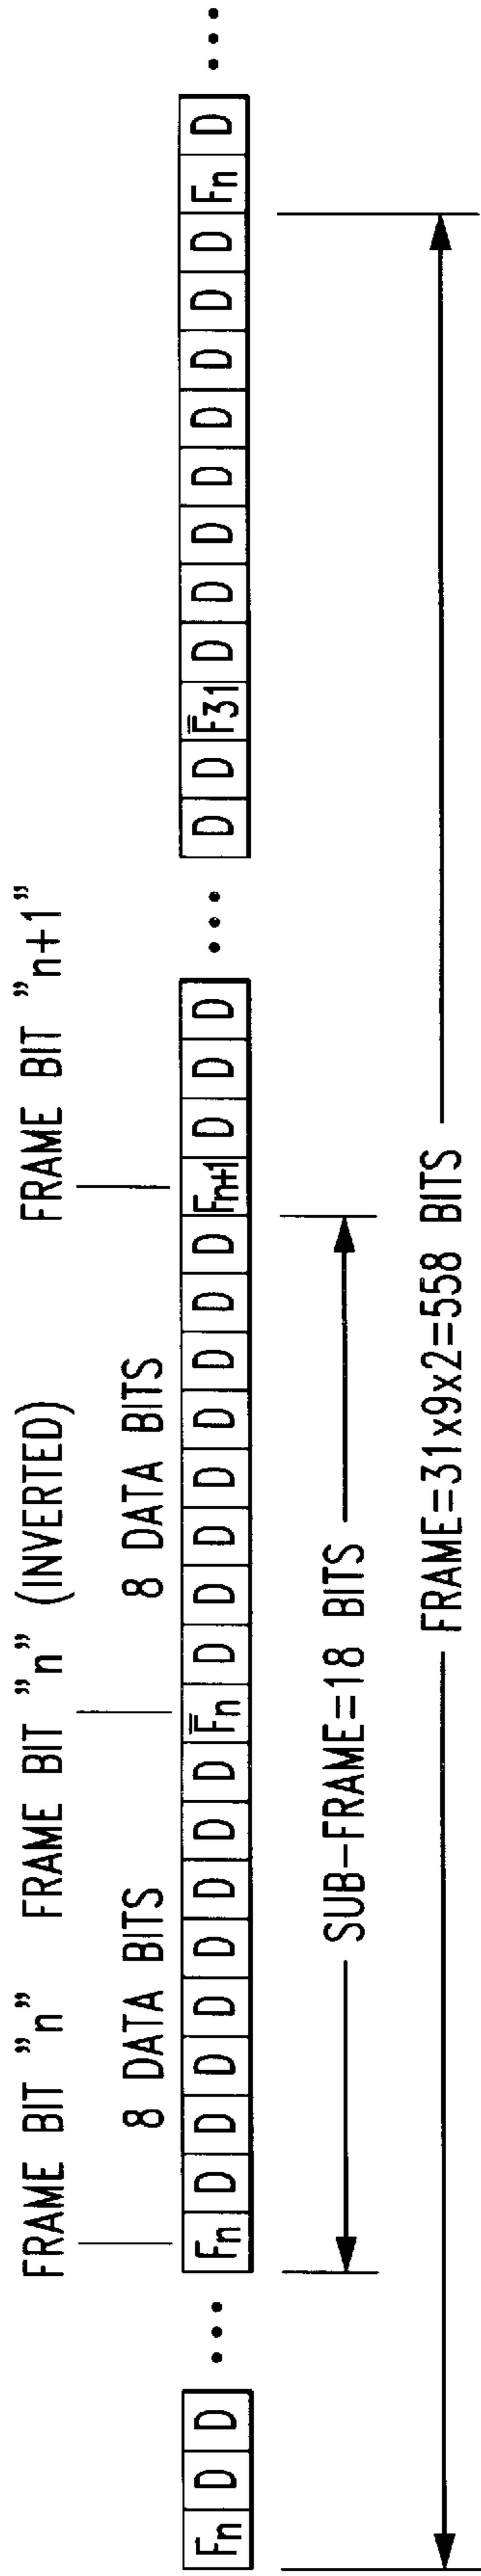 FRAME BIT "n" FRAME BIT "n" (INVERTED) FRAME BIT "n+1"
8 DATA BITS 8 DATA BITS
Fn D D ••• Fn D D D D D D D D F̅n D D D D D D D D Fn+1 D D D ••• D D F̅31 D D D D D D D D Fn D •••
SUB-FRAME=18 BITS
FRAME=31x9x2=558 BITS